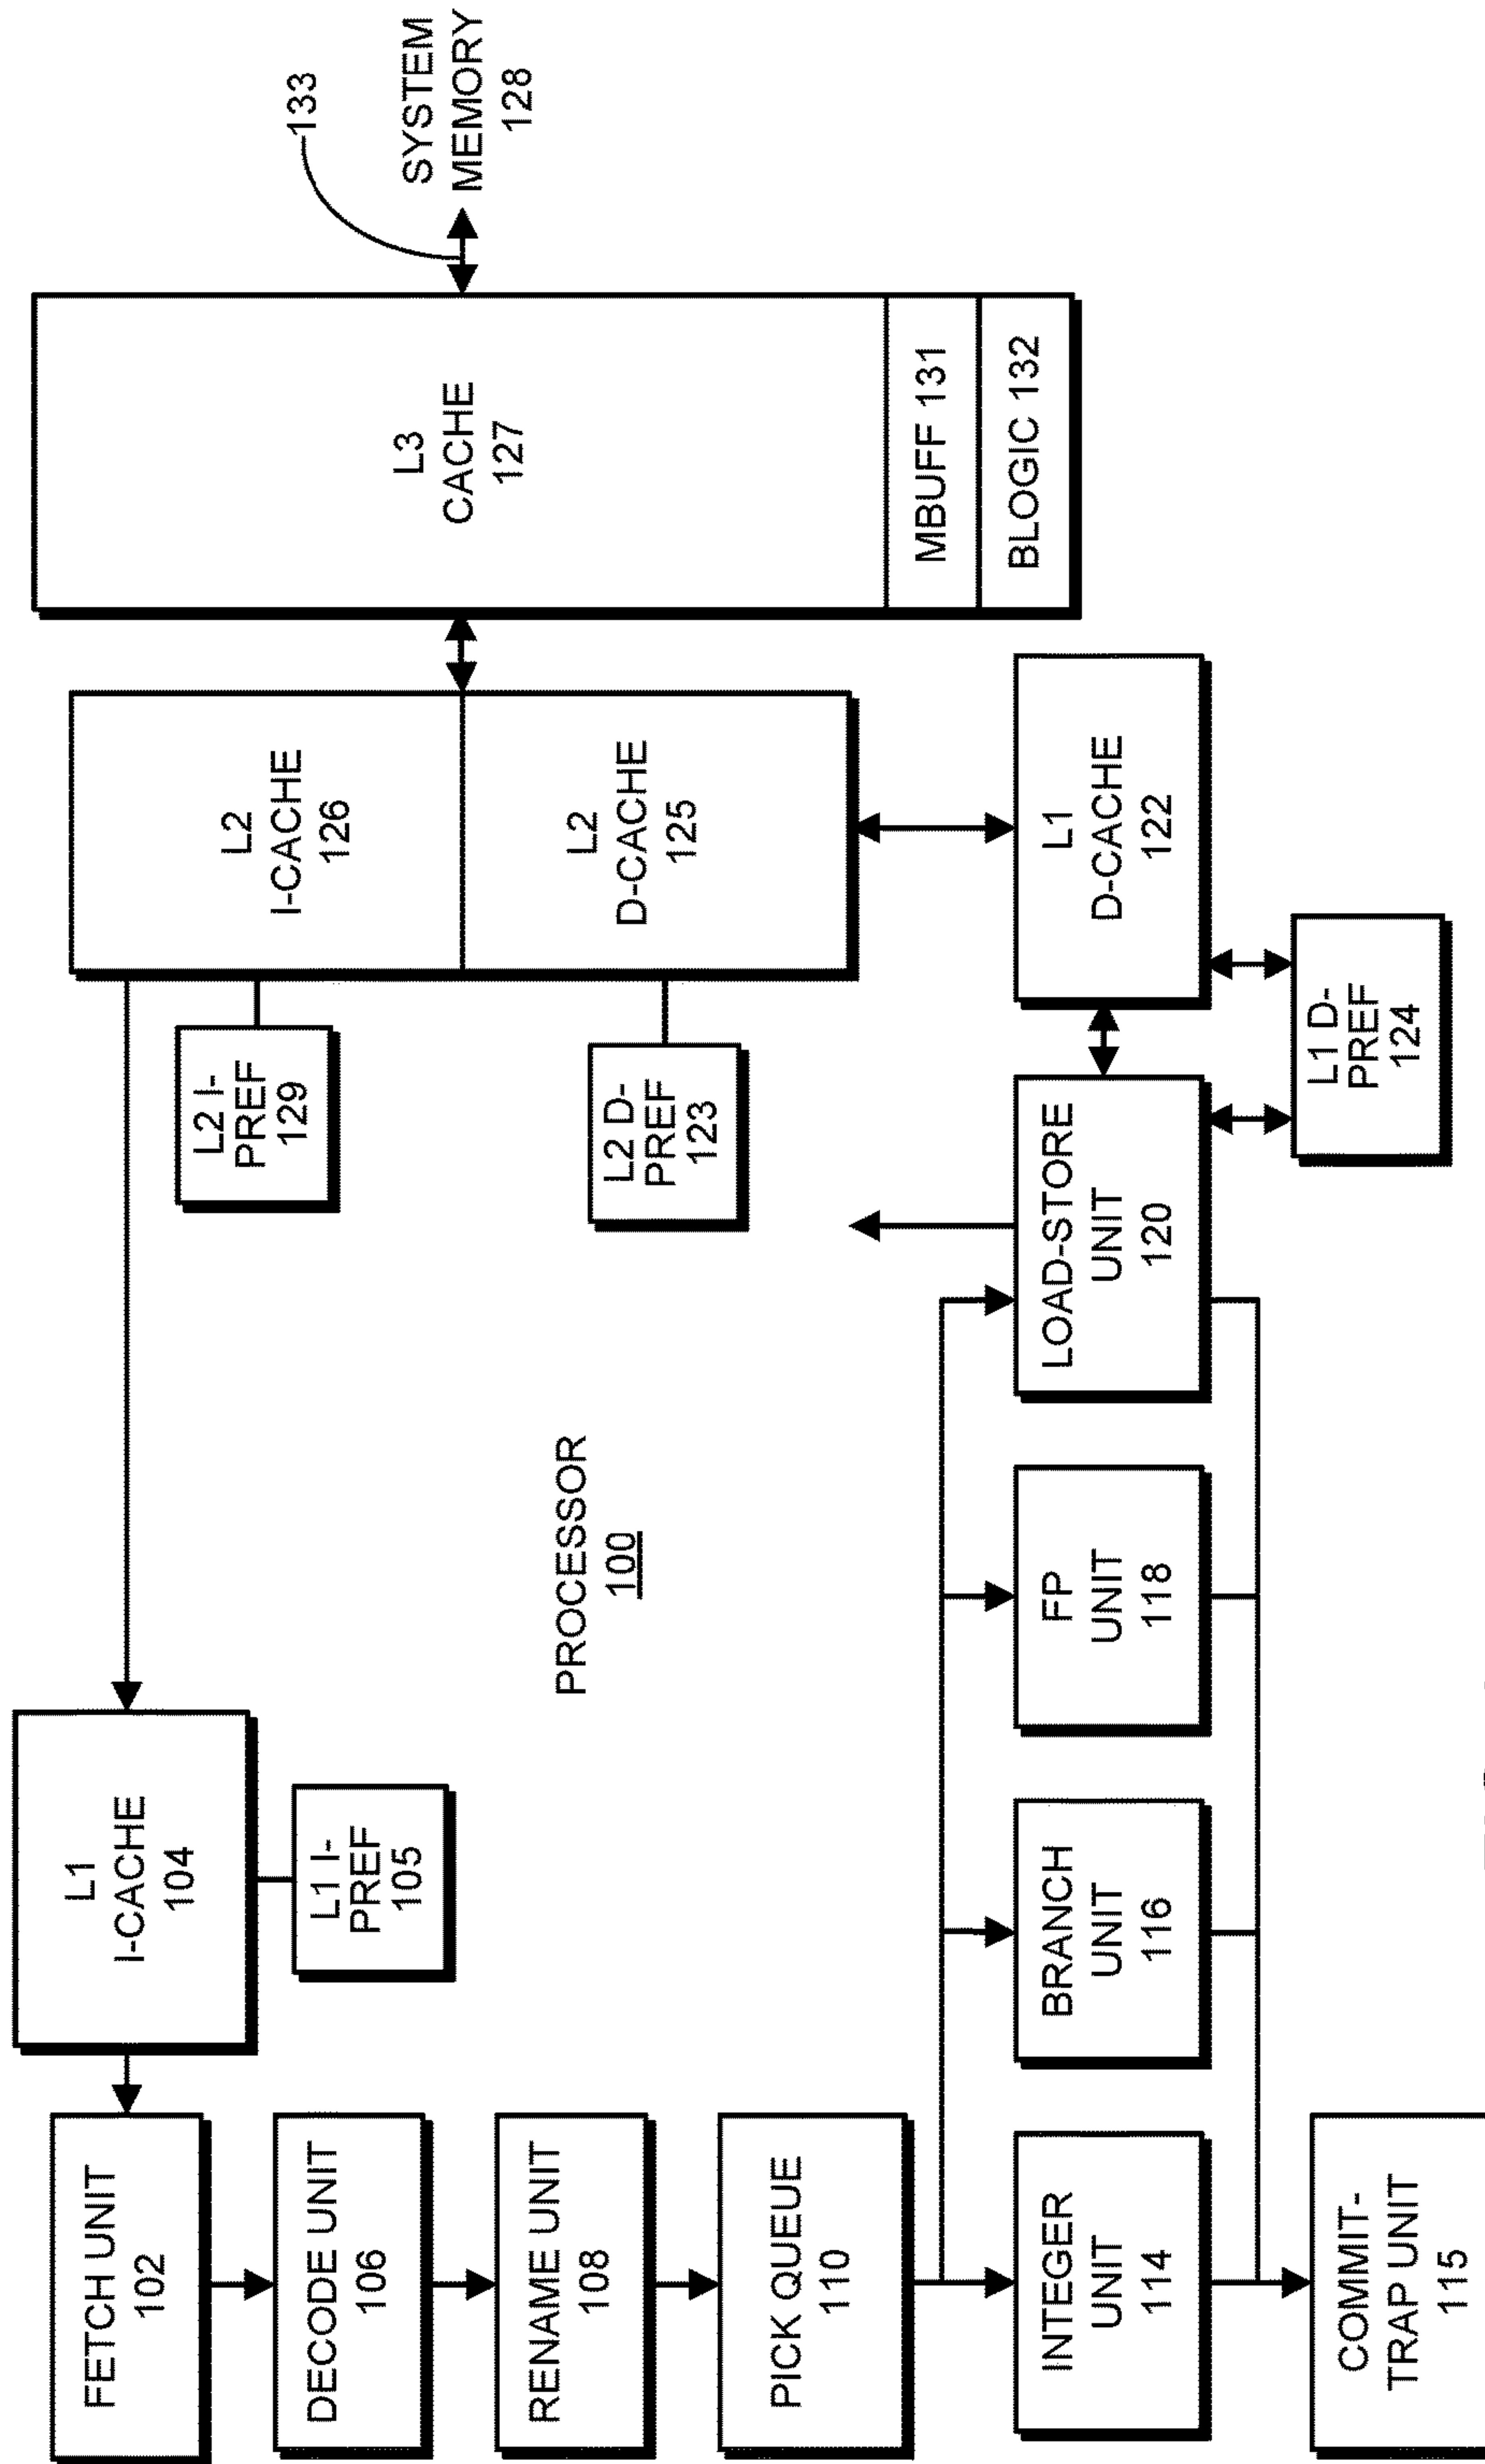 FETCH UNIT
102
L1
I-CACHE
104
L1 I-
PREF
105
DECODE UNIT
106
RENAME UNIT
108
PICK QUEUE
110
PROCESSOR
100
L2 I-
PREF
129
L2 D-
PREF
123
L2
I-CACHE
126
L2
D-CACHE
125
L3
CACHE
127
MBUFF 131
BLOGIC 132
133
SYSTEM
MEMORY
128
INTEGER
UNIT
114
BRANCH
UNIT
116
FP
UNIT
118
LOAD-STORE
UNIT
120
L1
D-CACHE
122
L1 D-
PREF
124
COMMIT-
TRAP UNIT
115